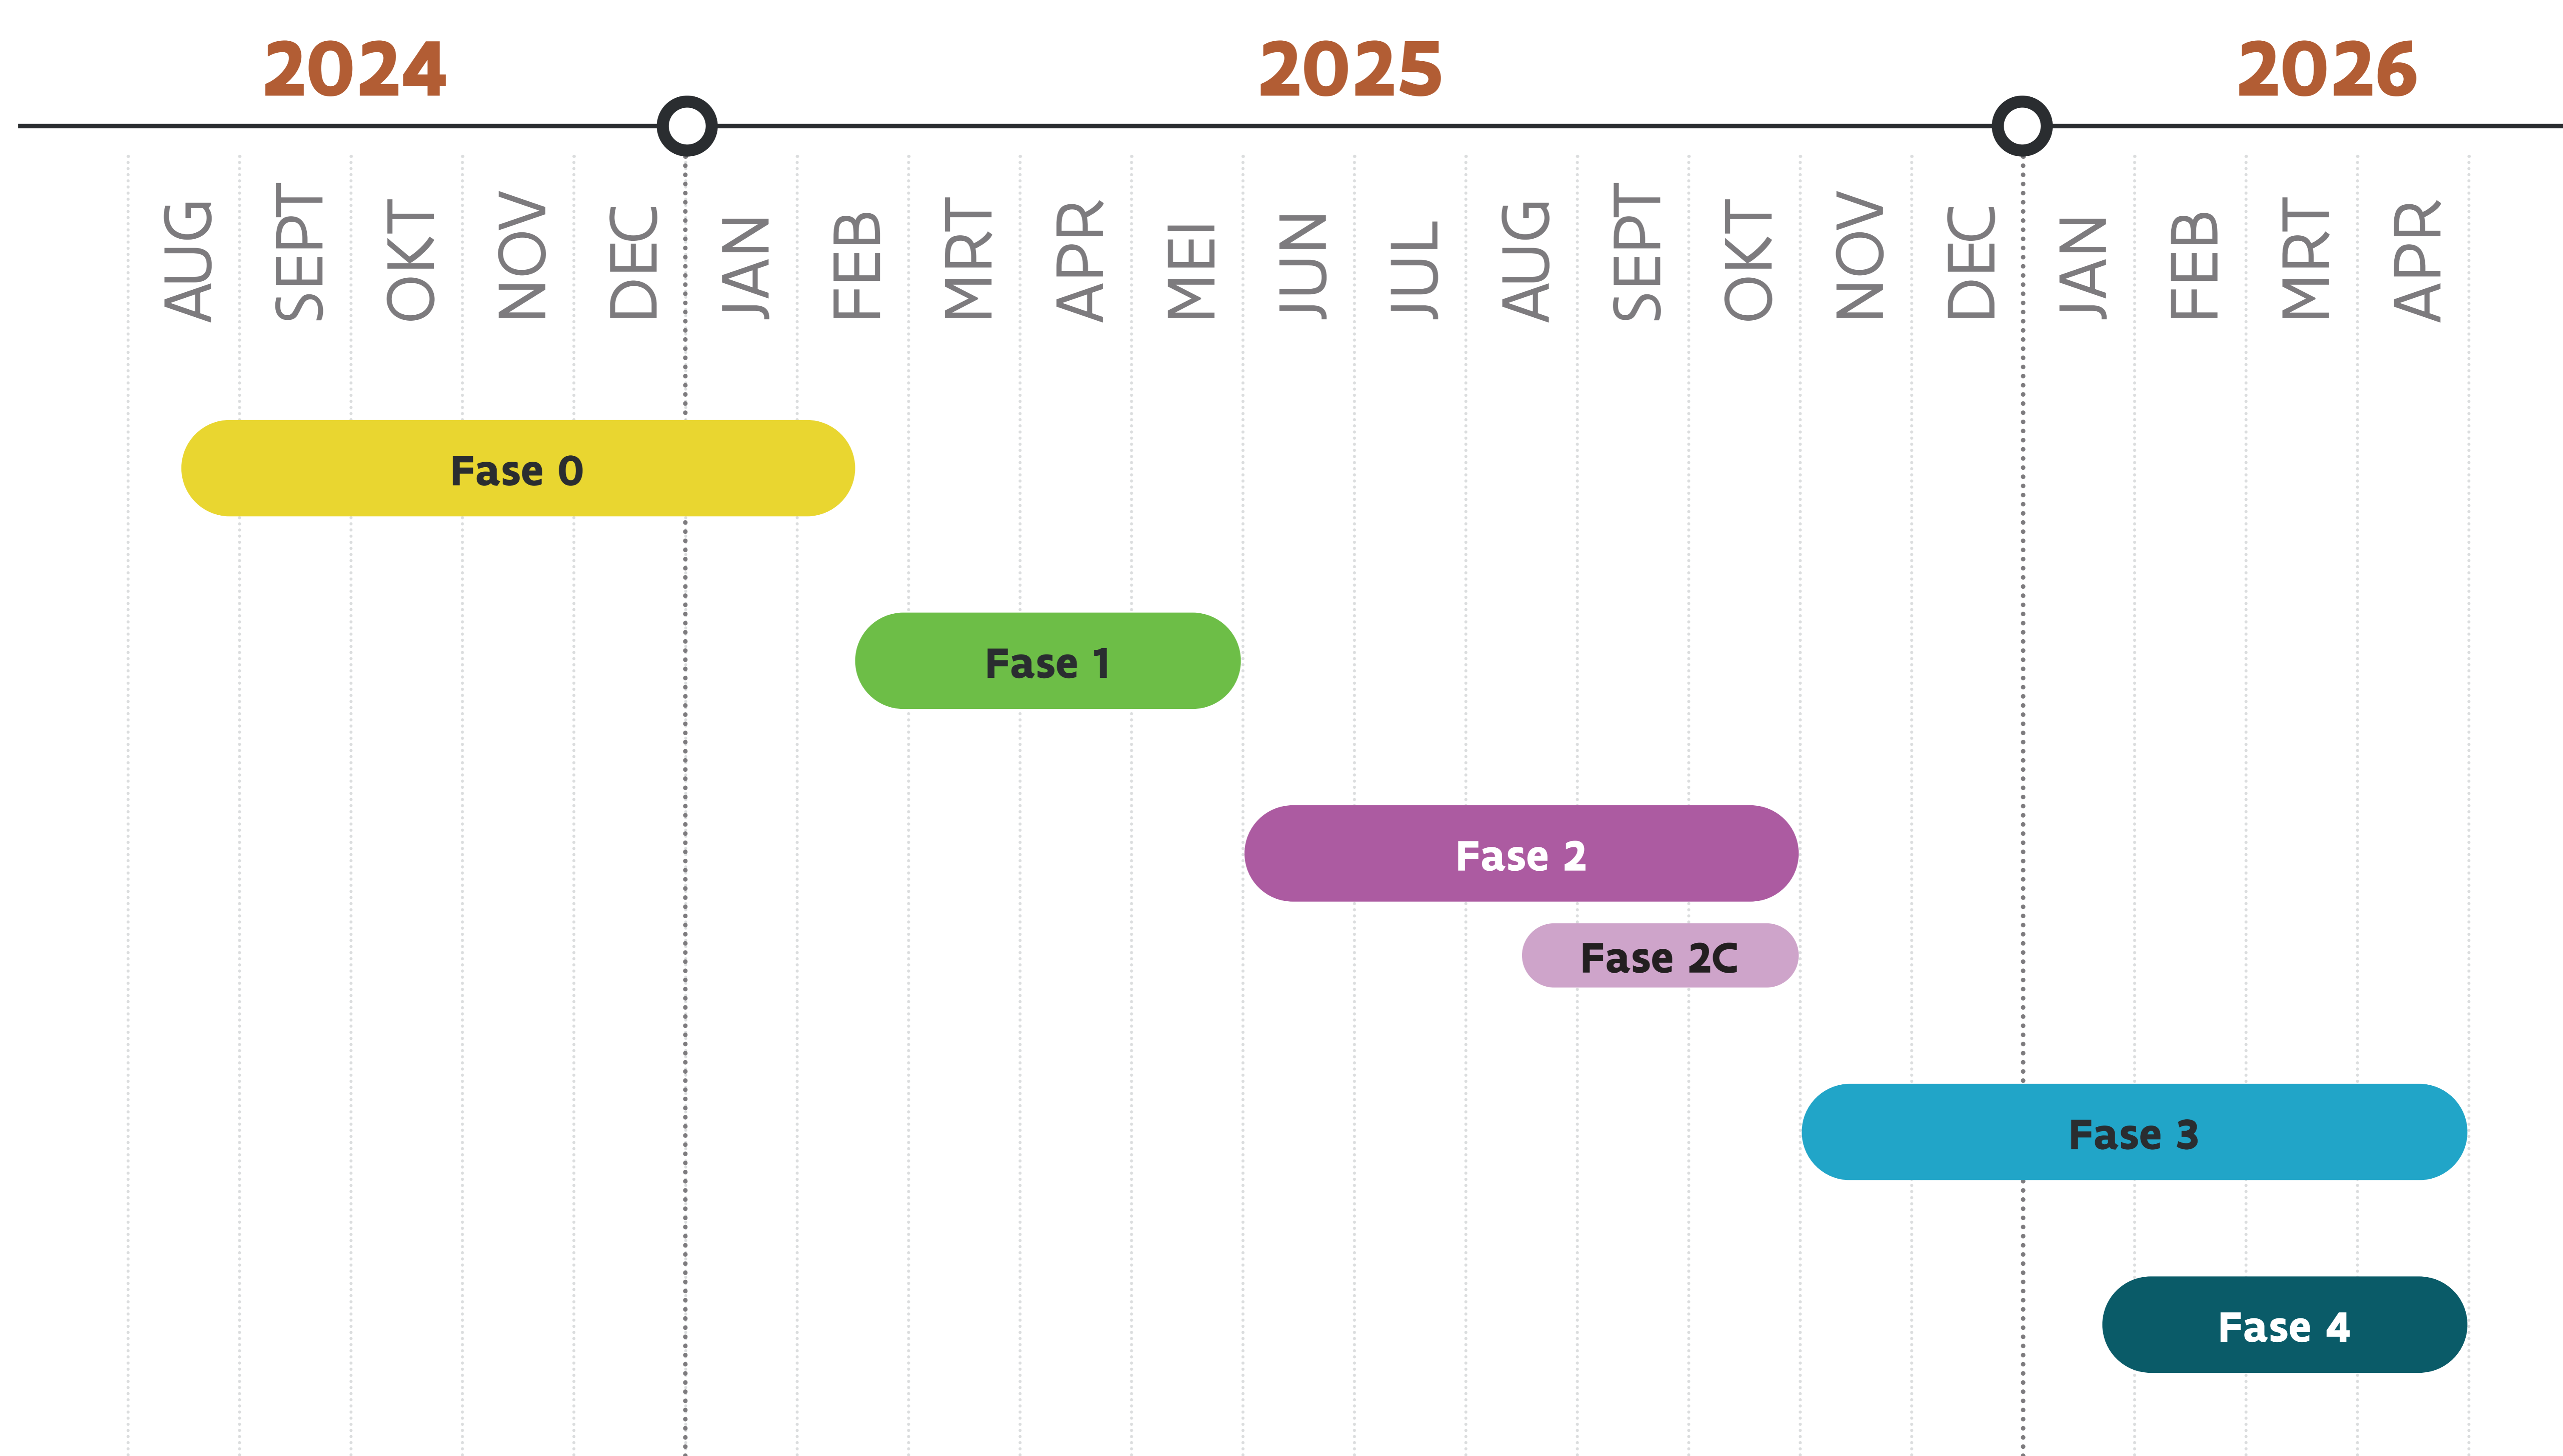 2024 2025 2026
AUG SEPT OKT NOV DEC JAN FEB MRT APR MEI JUN JUL AUG SEPT OKT NOV DEC JAN FEB MRT APR
Fase 0
Fase 1
Fase 2
Fase 2C
Fase 3
Fase 4